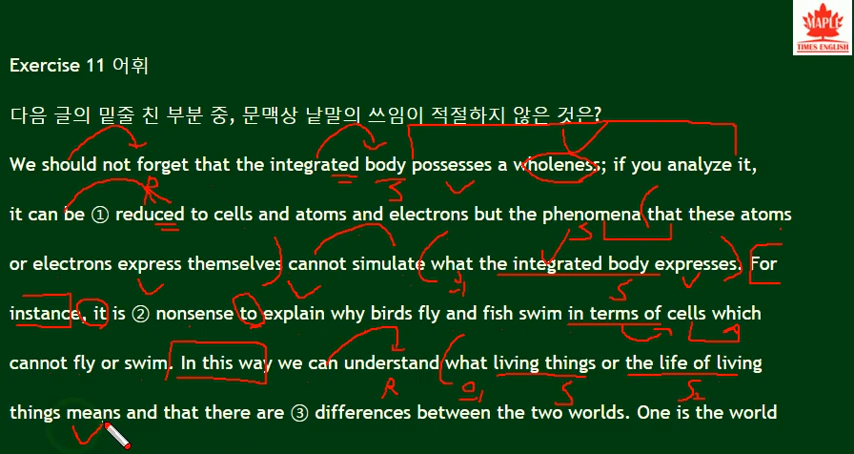 MAPLE
TIMES ENGLISH
Exercise 11 어휘
다음 글의 밑줄 친 부분 중, 문맥상 낱말의 쓰임이 적절하지 않은 것은?
We should not forget that the integrated body possesses a wholeness; if you analyze it,
it can be ① reduced to cells and atoms and electrons but the phenomena that these atoms
or electrons express themselves cannot simulate what the integrated body expresses. For
instance, it is ② nonsense to explain why birds fly and fish swim in terms of cells which
cannot fly or swim. In this way we can understand what living things or the life of living
things means and that there are ③ differences between the two worlds. One is the world